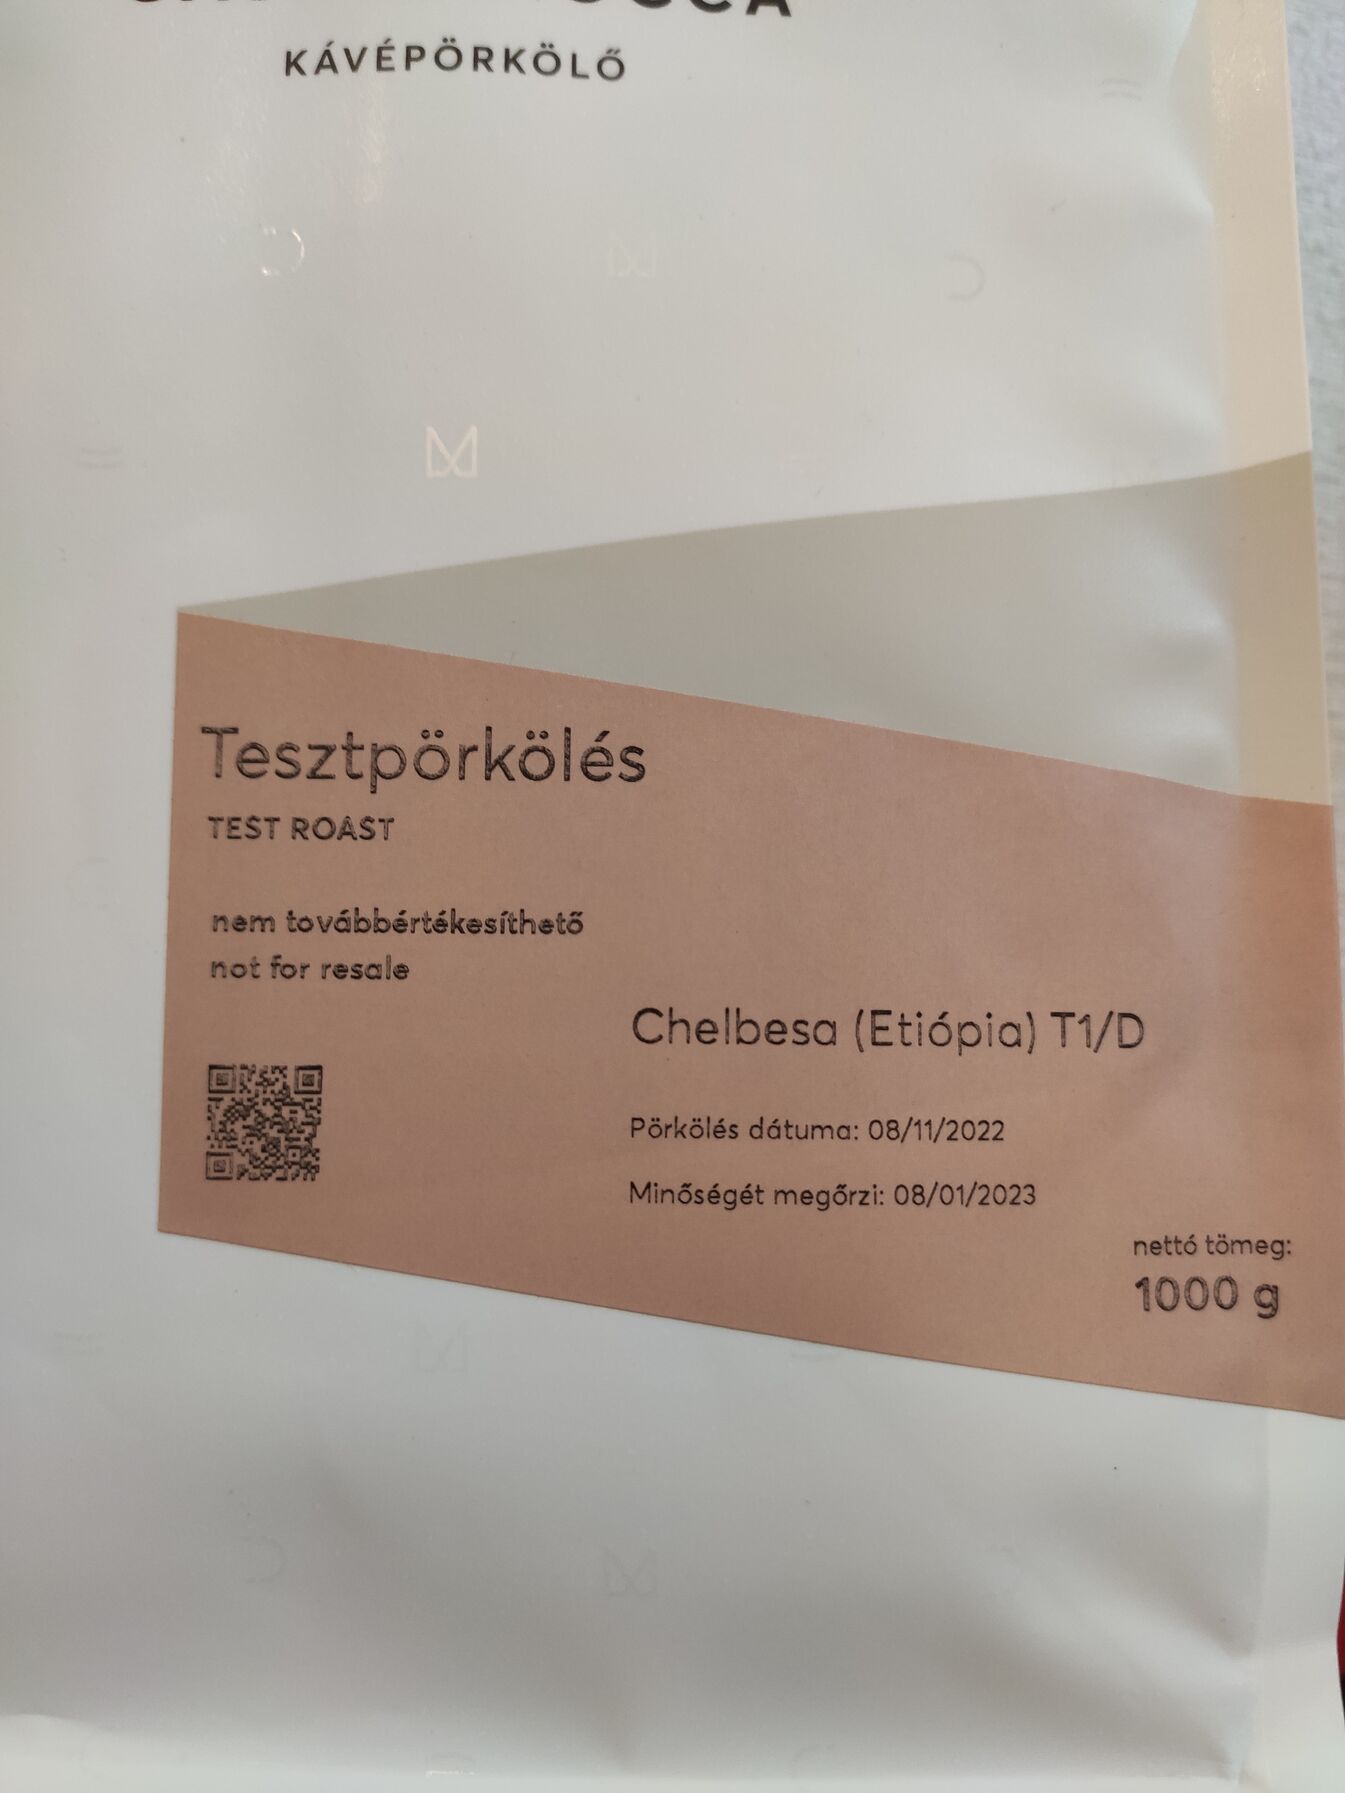 KÁVÉPÖRKÖLŐ
Tesztpörkölés
TEST ROAST
nem továbbértékesíthető
not for resale
Chelbesa (Etiópia) T1/D
Pörkölés dátuma: 08/11/2022
Minőségét megőrzi: 08/01/2023
nettó tömeg:
1000 g